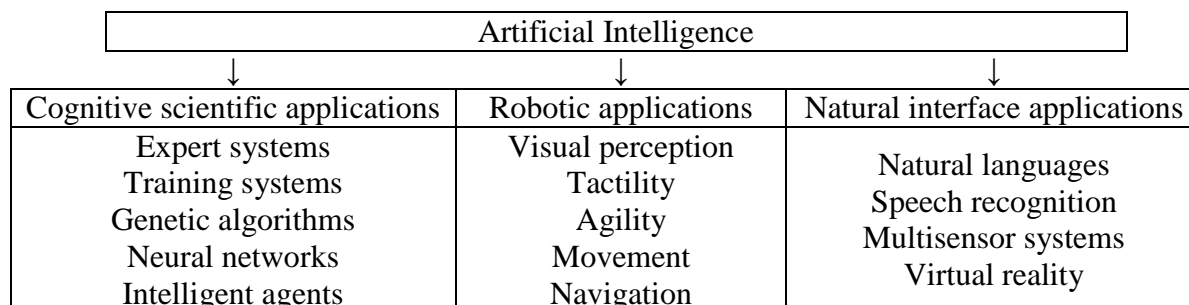 Artificial Intelligence
↓ ↓ ↓
Cognitive scientific applications
Expert systems
Training systems
Genetic algorithms
Neural networks
Intelligent agents
Robotic applications
Visual perception
Tactility
Agility
Movement
Navigation
Natural interface applications
Natural languages
Speech recognition
Multisensor systems
Virtual reality